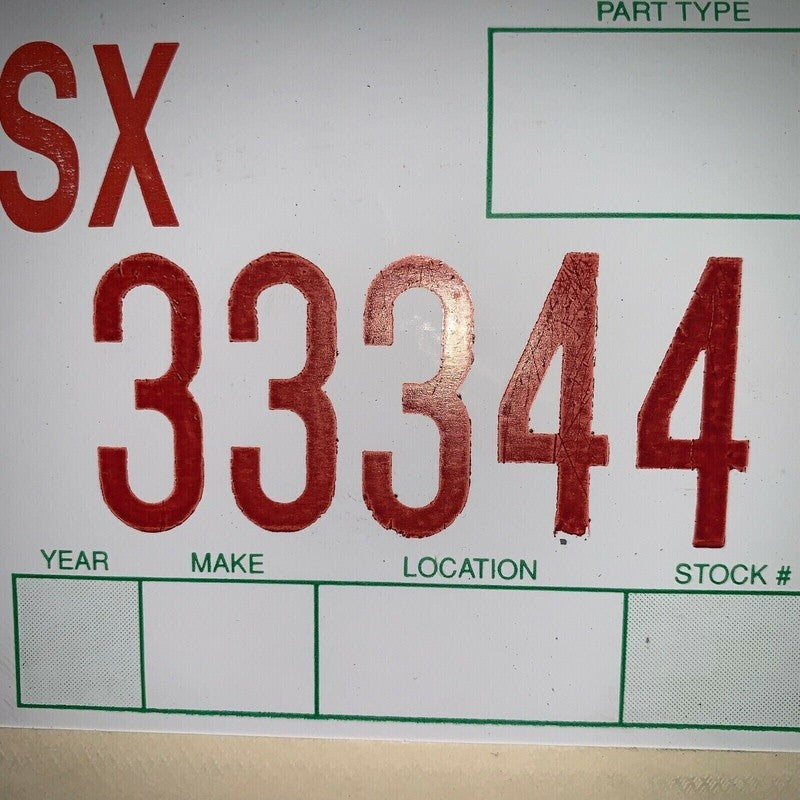 PART TYPE
SX
33344
YEAR MAKE LOCATION STOCK #